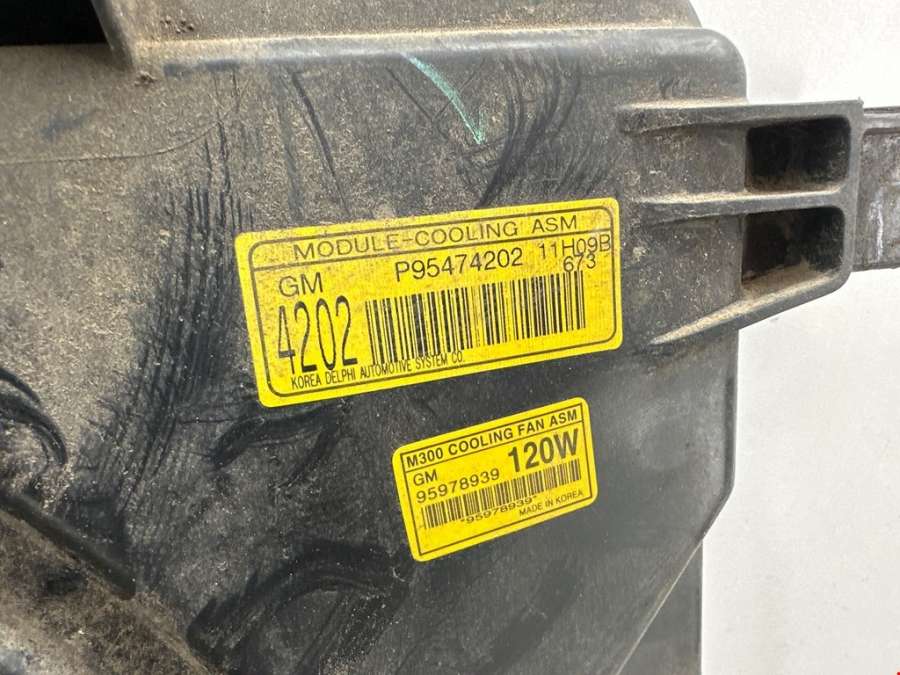 MODULE-COOLING ASM
GM P95474202 11H09B
673
4202
KOREA DELPHI AUTOMOTIVE SYSTEM CO.
M300 COOLING FAN ASM
GM 120W
95978939
*95978939*
MADE IN KOREA